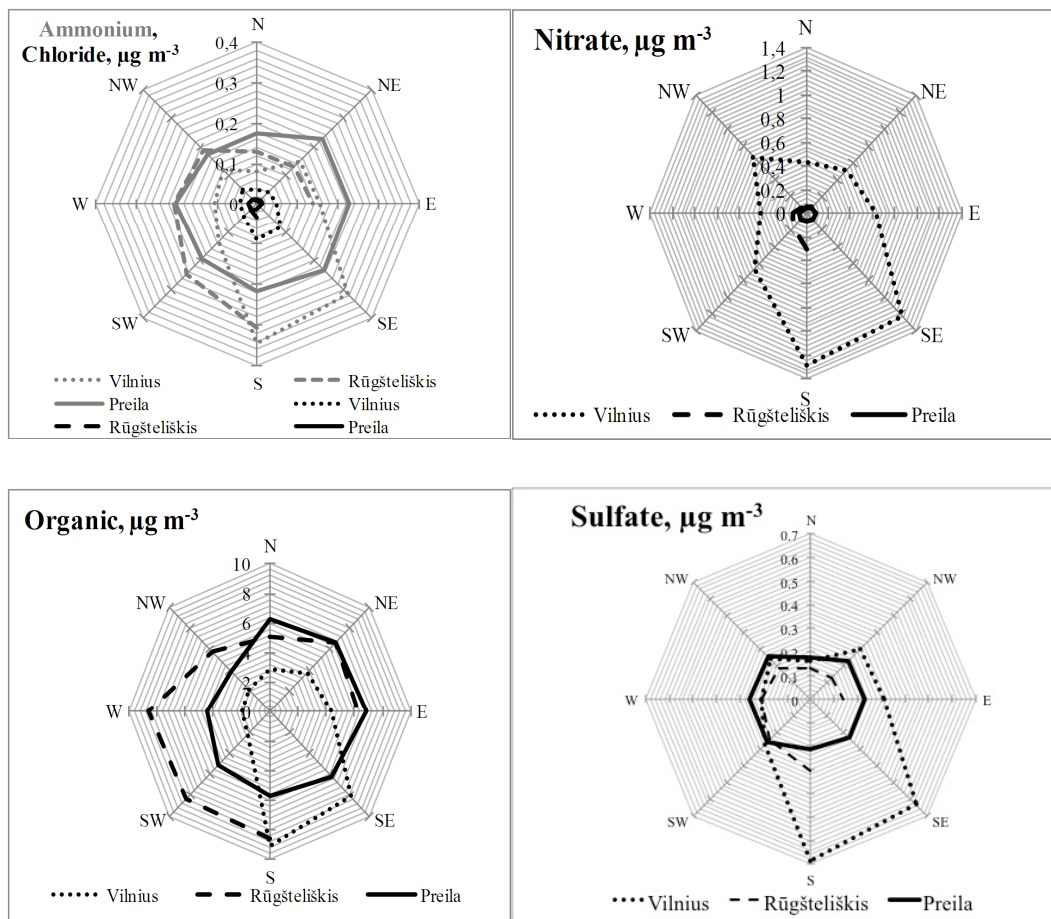 Ammonium,
Chloride, µg m-3
N
0,4
0,3
0,2
0,1
0
NW
NE
W
E
SW
SE
S
Vilnius
Rūgšteliškis
Preila
Vilnius
Rūgšteliškis
Preila
Nitrate, µg m-3
N
1,4
1,2
1
0,8
0,6
0,4
0,2
0
NW
NE
W
E
SW
SE
S
Vilnius
Rūgšteliškis
Preila
Organic, µg m-3
N
10
8
6
4
2
0
NW
NE
W
E
SW
SE
S
Vilnius
Rūgšteliškis
Preila
Sulfate, µg m-3
N
0.7
0.6
0.5
0.4
0.3
0.2
0.1
0
NW
NW
W
E
SW
SE
S
Vilnius
Rūgšteliškis
Preila